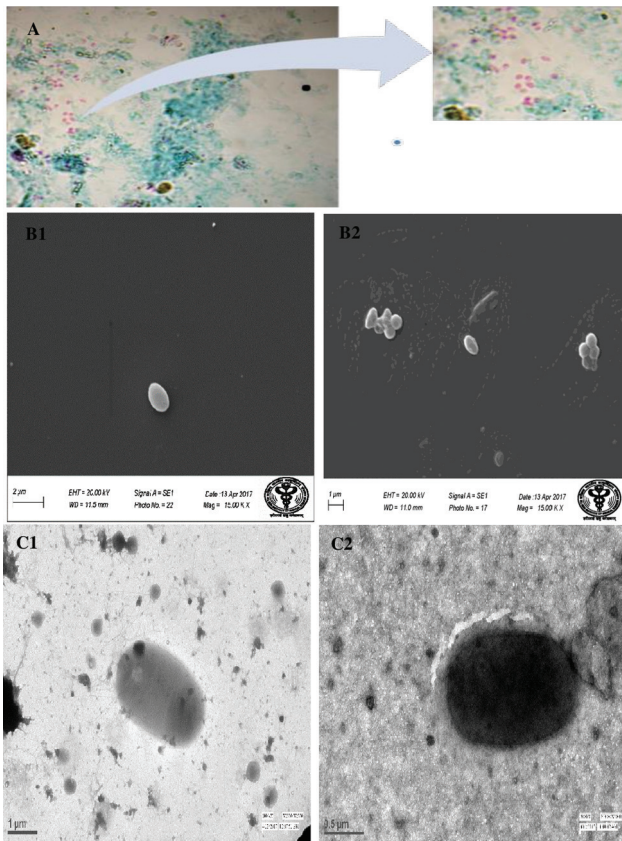 A
B1
B2
2 µm
EHT = 20.00 kV
Signal A = SE1
Date :13 Apr 2017
WD = 11.5 mm
Photo No. = 22
Mag = 15.00 K X
1 µm
EHT = 20.00 kV
Signal A = SE1
Date :13 Apr 2017
WD = 11.0 mm
Photo No. = 17
Mag = 15.00 K X
C1
C2
1 µm
0.5 µm